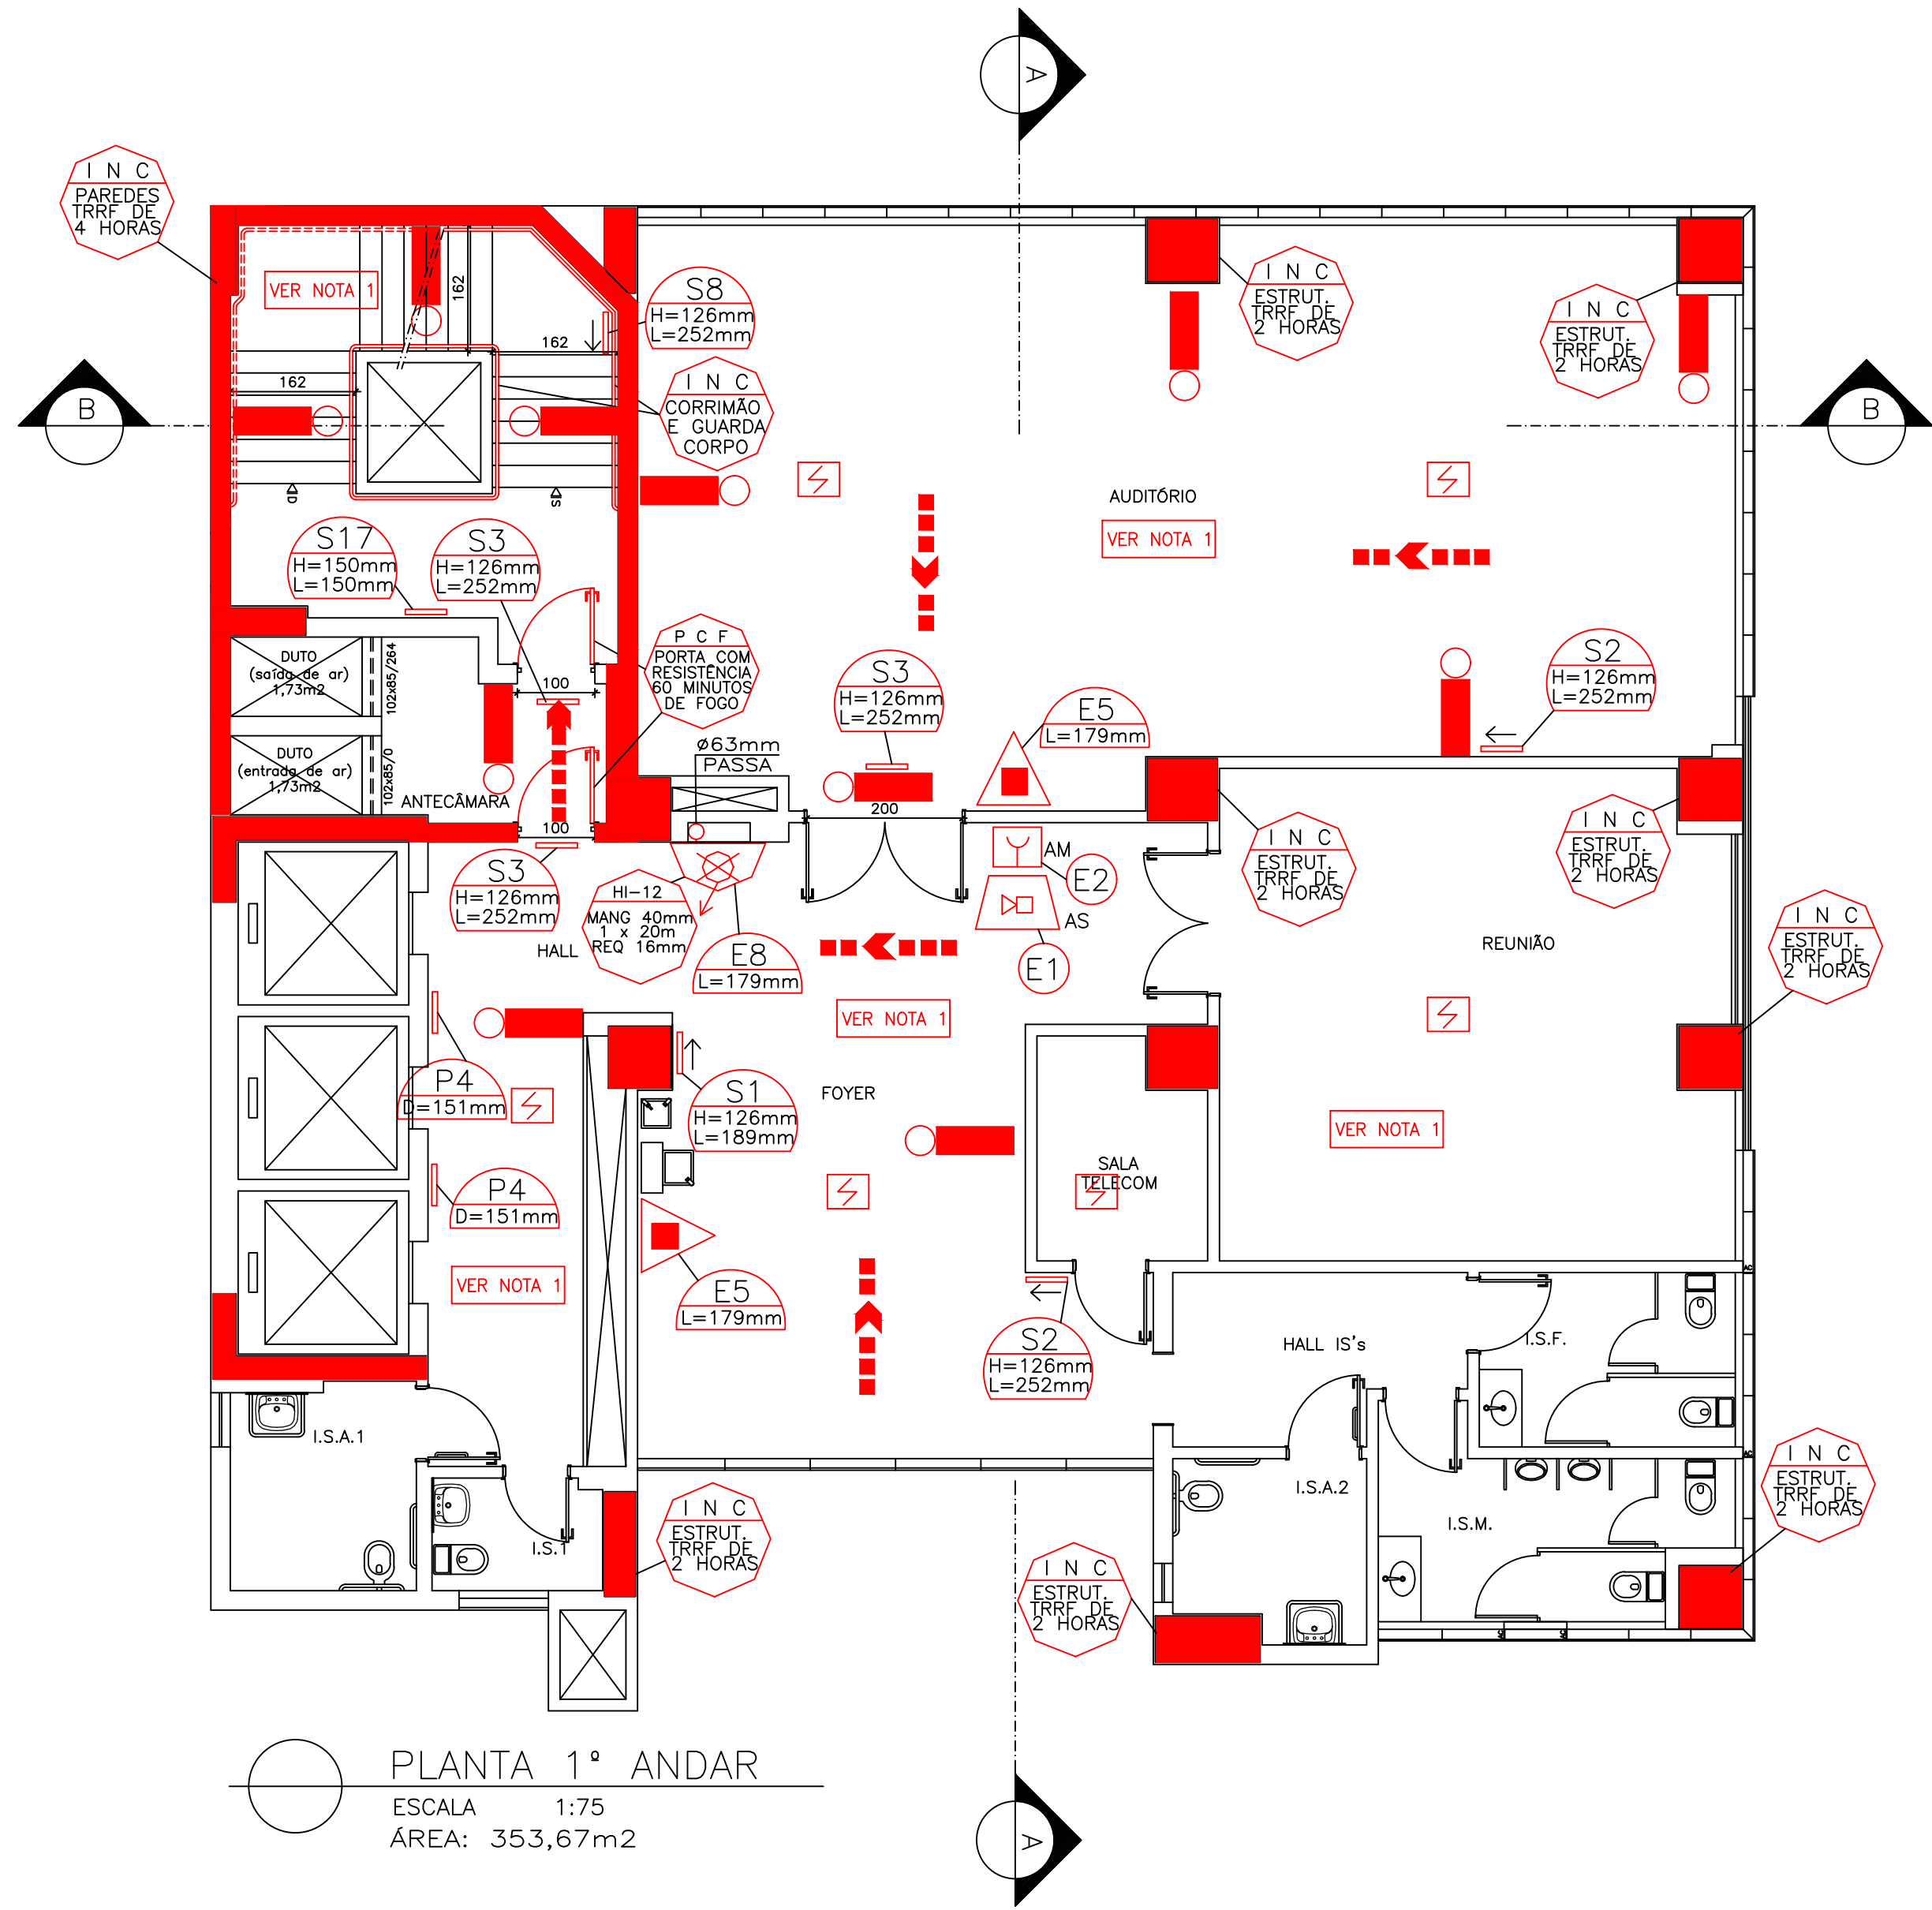 A
I N C
PAREDES
TRRF DE
4 HORAS
VER NOTA 1
162
S8
H=126mm
L=252mm
I N C
ESTRUT.
TRRF DE
2 HORAS
I N C
ESTRUT.
TRRF DE
2 HORAS
162
162
I N C
CORRIMÃO
E GUARDA
CORPO
B
B
D
S
AUDITÓRIO
VER NOTA 1
S17
H=150mm
L=150mm
S3
H=126mm
L=252mm
P C F
PORTA COM
RESISTÊNCIA
60 MINUTOS
DE FOGO
S3
H=126mm
L=252mm
S2
H=126mm
L=252mm
E5
L=179mm
DUTO
(saída de ar)
1,73m2
102x85/264
100
DUTO
(entrada de ar)
1,73m2
102x85/0
ANTECÂMARA
Ø63mm
PASSA
200
100
S3
H=126mm
L=252mm
HALL
HI-12
MANG 40mm
1 x 20m
REQ 16mm
E8
L=179mm
AM
E2
AS
E1
I N C
ESTRUT.
TRRF DE
2 HORAS
I N C
ESTRUT.
TRRF DE
2 HORAS
REUNIÃO
I N C
ESTRUT.
TRRF DE
2 HORAS
VER NOTA 1
FOYER
P4
D=151mm
S1
H=126mm
L=189mm
VER NOTA 1
SALA
TELECOM
P4
D=151mm
VER NOTA 1
E5
L=179mm
S2
H=126mm
L=252mm
HALL IS's
I.S.F.
AC
I.S.A.1
I.S.1
I N C
ESTRUT.
TRRF DE
2 HORAS
I.S.A.2
I.S.M.
AC
I N C
ESTRUT.
TRRF DE
2 HORAS
I N C
ESTRUT.
TRRF DE
2 HORAS
AC
AC
PLANTA 1º ANDAR
ESCALA 1:75
ÁREA: 353,67m2
A